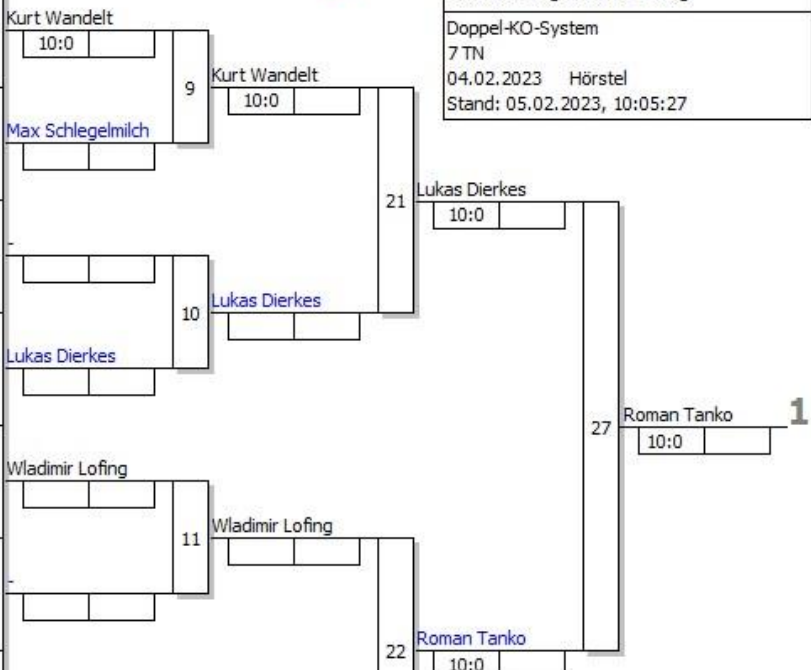 Kurt Wandelt
10:0
9
Kurt Wandelt
10:0
Max Schlegelmilch
Doppel-KO-System
7 TN
04.02.2023 Hörstel
Stand: 05.02.2023, 10:05:27
21
Lukas Dierkes
10:0
-
10
Lukas Dierkes
Lukas Dierkes
27
Roman Tanko
10:0
1
Wladimir Lofing
11
Wladimir Lofing
-
22
Roman Tanko
10:0